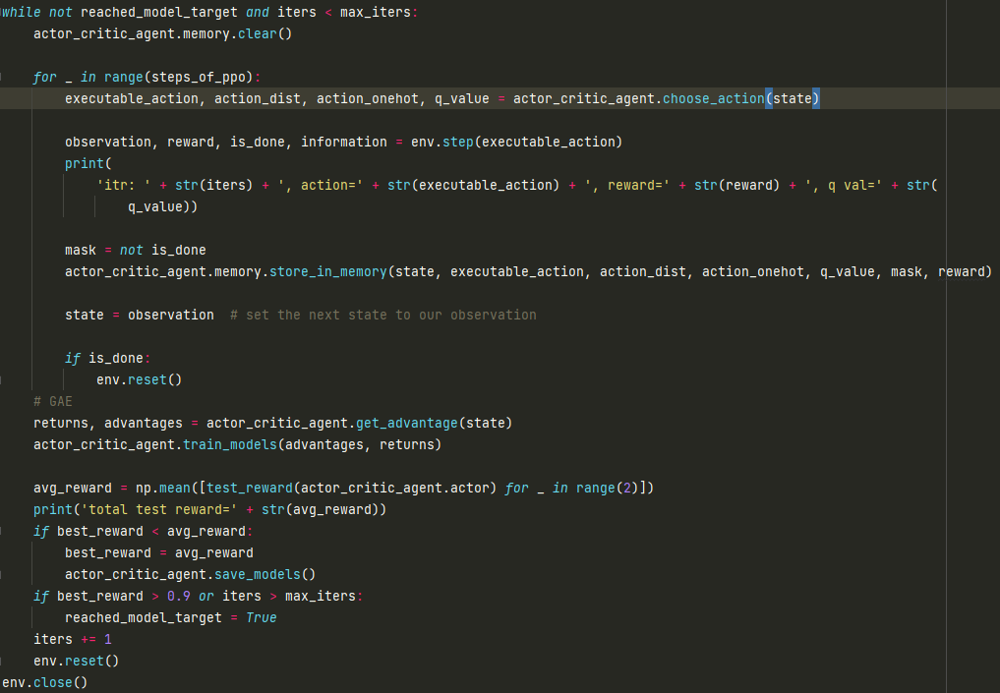 while not reached_model_target and iters < max_iters:
    actor_critic_agent.memory.clear()
    for _ in range(steps_of_ppo):
        executable_action, action_dist, action_onehot, q_value = actor_critic_agent.choose_action(state)
        observation, reward, is_done, information = env.step(executable_action)
        print(
            'itr: ' + str(iters) + ', action=' + str(executable_action) + ', reward=' + str(reward) + ', q val=' + str(
                q_value))
        mask = not is_done
        actor_critic_agent.memory.store_in_memory(state, executable_action, action_dist, action_onehot, q_value, mask, reward)
        state = observation  # set the next state to our observation
        if is_done:
            env.reset()
    # GAE
    returns, advantages = actor_critic_agent.get_advantage(state)
    actor_critic_agent.train_models(advantages, returns)
    avg_reward = np.mean([test_reward(actor_critic_agent.actor) for _ in range(2)])
    print('total test reward=' + str(avg_reward))
    if best_reward < avg_reward:
        best_reward = avg_reward
        actor_critic_agent.save_models()
    if best_reward > 0.9 or iters > max_iters:
        reached_model_target = True
    iters += 1
    env.reset()
env.close()